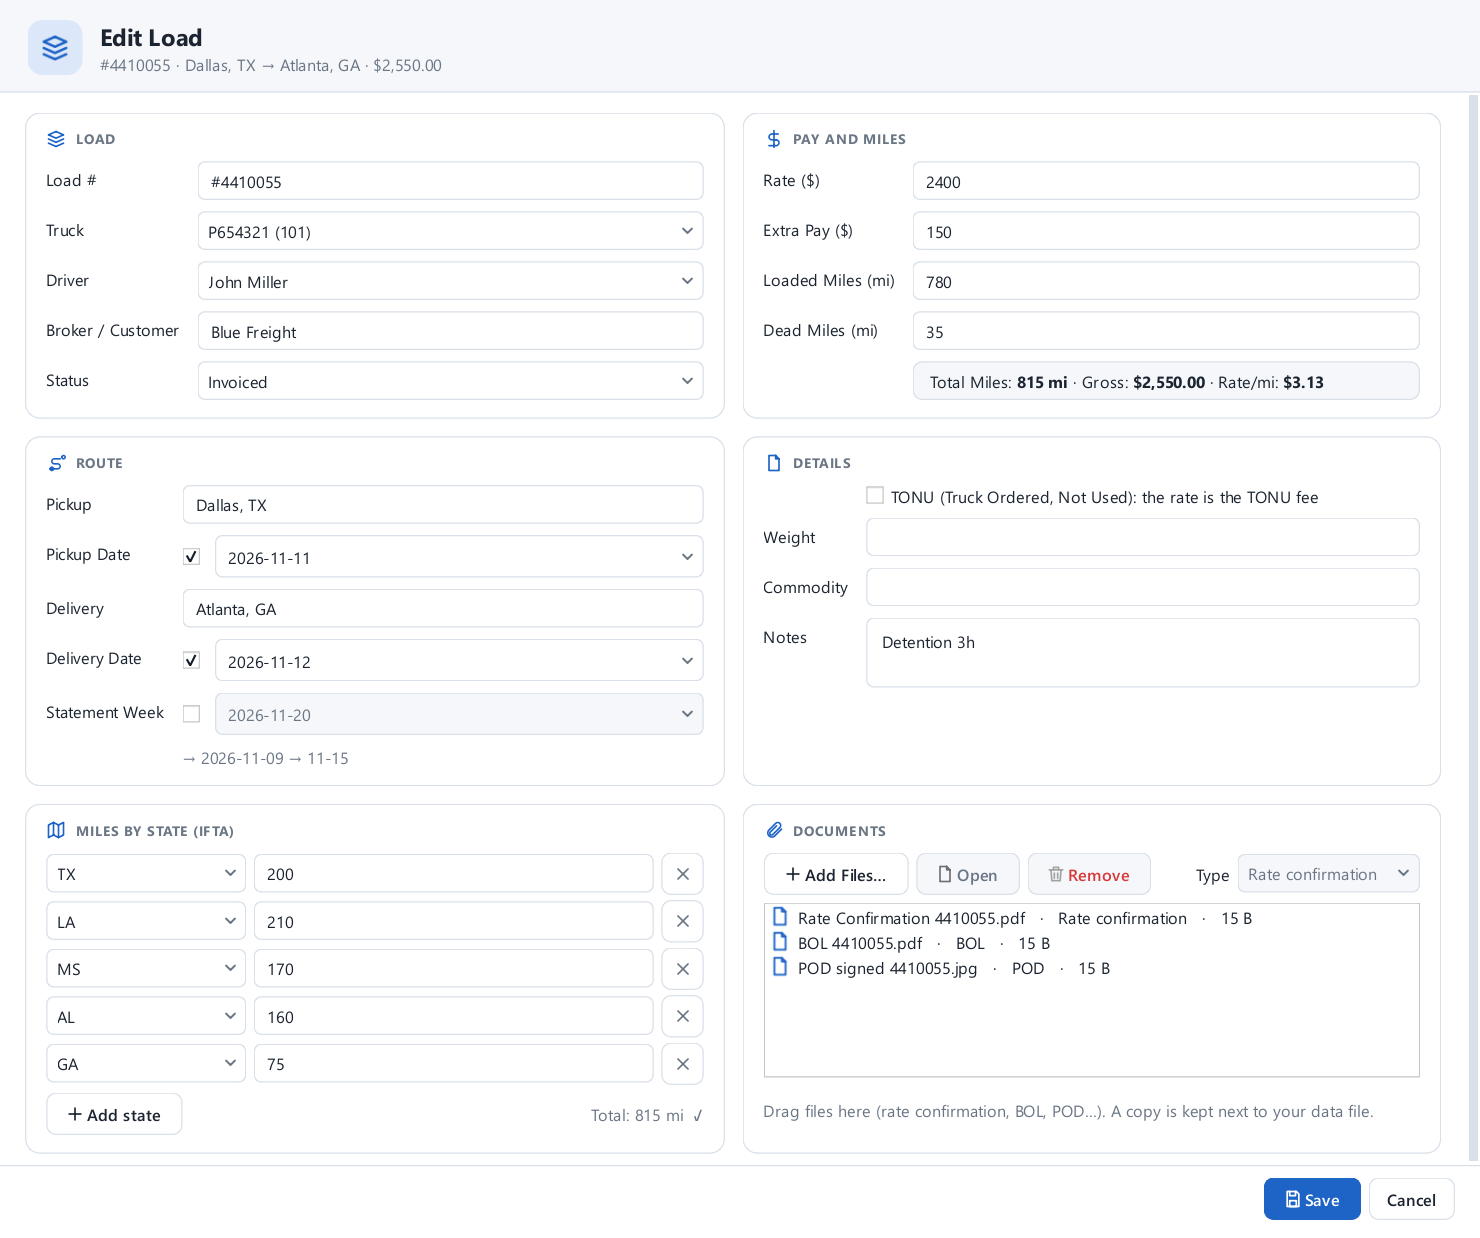 Edit Load
#4410055 · Dallas, TX → Atlanta, GA · $2,550.00
LOAD
Load # #4410055
Truck P654321 (101)
Driver John Miller
Broker / Customer Blue Freight
Status Invoiced
PAY AND MILES
Rate ($) 2400
Extra Pay ($) 150
Loaded Miles (mi) 780
Dead Miles (mi) 35
Total Miles: 815 mi · Gross: $2,550.00 · Rate/mi: $3.13
ROUTE
Pickup Dallas, TX
Pickup Date 2026-11-11
Delivery Atlanta, GA
Delivery Date 2026-11-12
Statement Week 2026-11-20
→ 2026-11-09 → 11-15
DETAILS
TONU (Truck Ordered, Not Used): the rate is the TONU fee
Weight
Commodity
Notes Detention 3h
MILES BY STATE (IFTA)
TX 200
LA 210
MS 170
AL 160
GA 75
+ Add state Total: 815 mi ✓
DOCUMENTS
+ Add Files... Open Remove Type Rate confirmation
Rate Confirmation 4410055.pdf · Rate confirmation · 15 B
BOL 4410055.pdf · BOL · 15 B
POD signed 4410055.jpg · POD · 15 B
Drag files here (rate confirmation, BOL, POD...). A copy is kept next to your data file.
Save Cancel